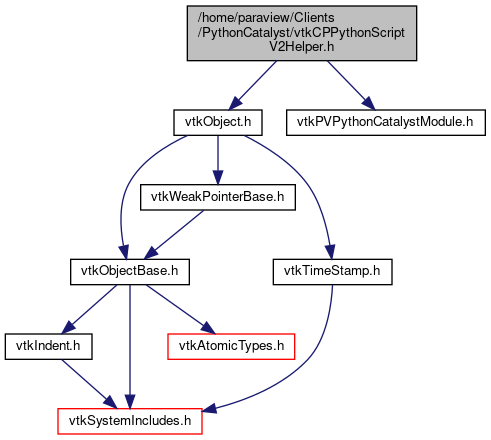 /home/paraview/Clients
/PythonCatalyst/vtkCPPythonScript
V2Helper.h
vtkObject.h
vtkPVPythonCatalystModule.h
vtkWeakPointerBase.h
vtkObjectBase.h
vtkTimeStamp.h
vtkIndent.h
vtkAtomicTypes.h
vtkSystemIncludes.h